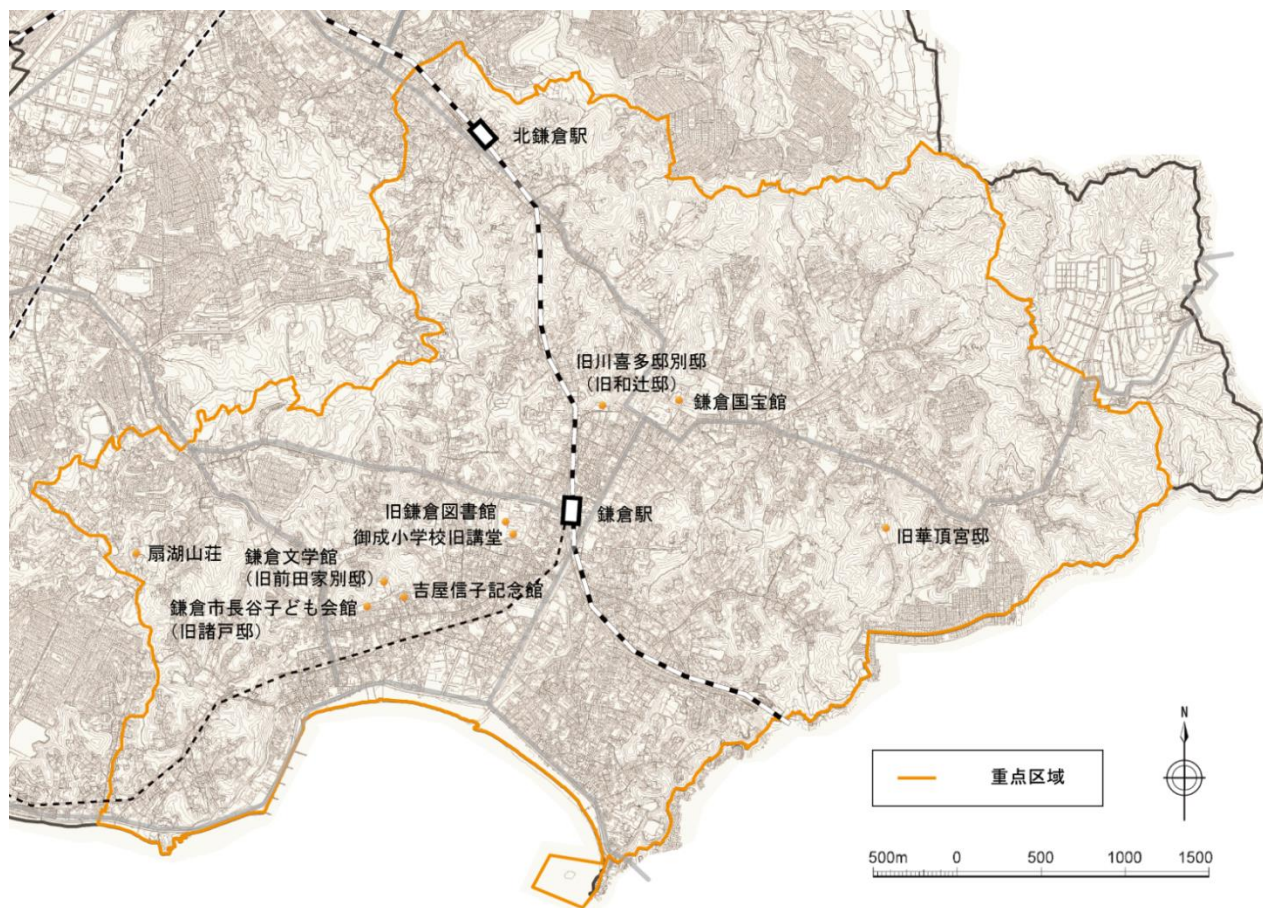 北鎌倉駅
旧川喜多邸別邸
（旧和辻邸）
鎌倉国宝館
旧鎌倉図書館
御成小学校旧講堂
鎌倉駅
旧華頂宮邸
扇湖山荘
鎌倉文学館
（旧前田家別邸）
吉屋信子記念館
鎌倉市長谷子ども会館
（旧諸戸邸）
N
重点区域
500m 0 500 1000 1500